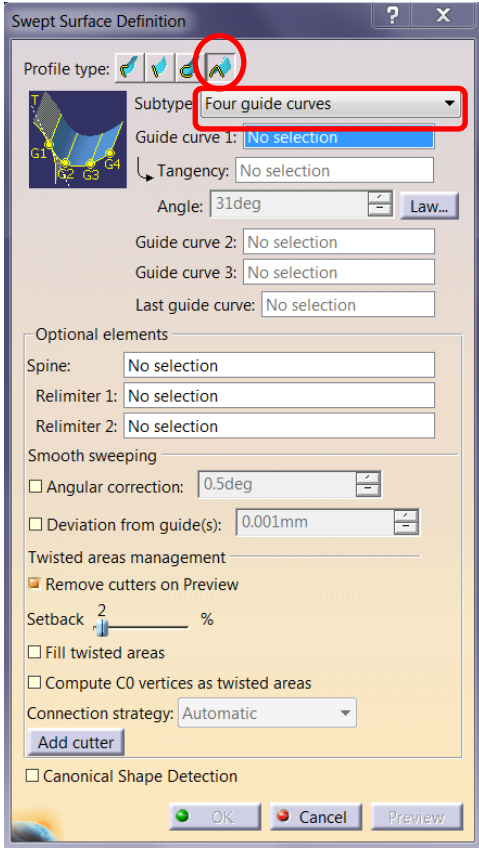 Swept Surface Definition ? X
Profile type:
Subtype Four guide curves
T G1 G2 G3 G4
Guide curve 1: No selection
Tangency: No selection
Angle: 31deg Law...
Guide curve 2: No selection
Guide curve 3: No selection
Last guide curve: No selection
Optional elements
Spine: No selection
Relimiter 1: No selection
Relimiter 2: No selection
Smooth sweeping
Angular correction: 0.5deg
Deviation from guide(s): 0.001mm
Twisted areas management
Remove cutters on Preview
Setback 2 %
Fill twisted areas
Compute C0 vertices as twisted areas
Connection strategy: Automatic
Add cutter
Canonical Shape Detection
OK Cancel Preview